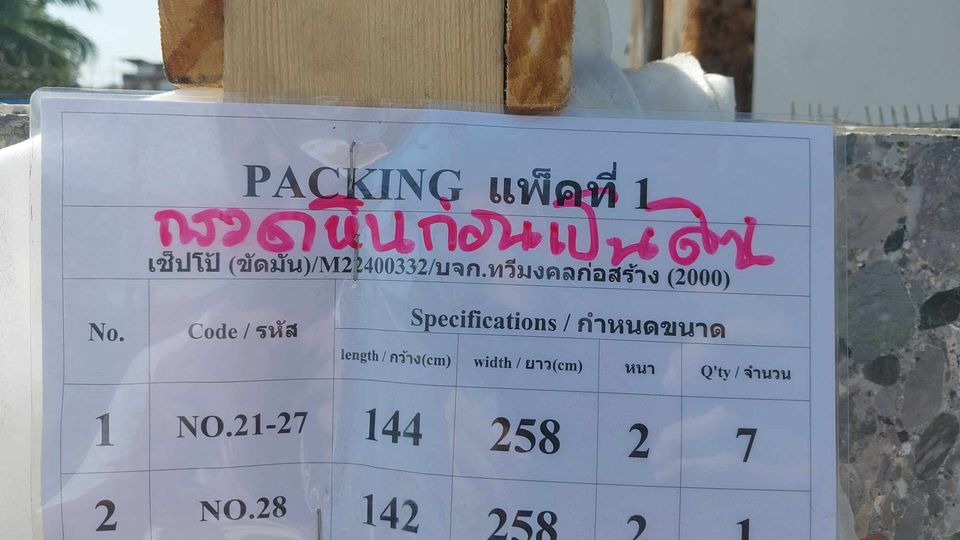 PACKING แพ็คที่ 1
กรวดหินก่อนเป็น
เซ็ปโป้ (ขัดมัน)/M22400332/บจก.ทวีมงคลก่อสร้าง (2000)
No. Code / รหัส Specifications / กำหนดขนาด
length / กว้าง(cm) width / ยาว(cm) หนา Q'ty / จำนวน
1 NO.21-27 144 258 2 7
2 NO.28 142 258 2 1